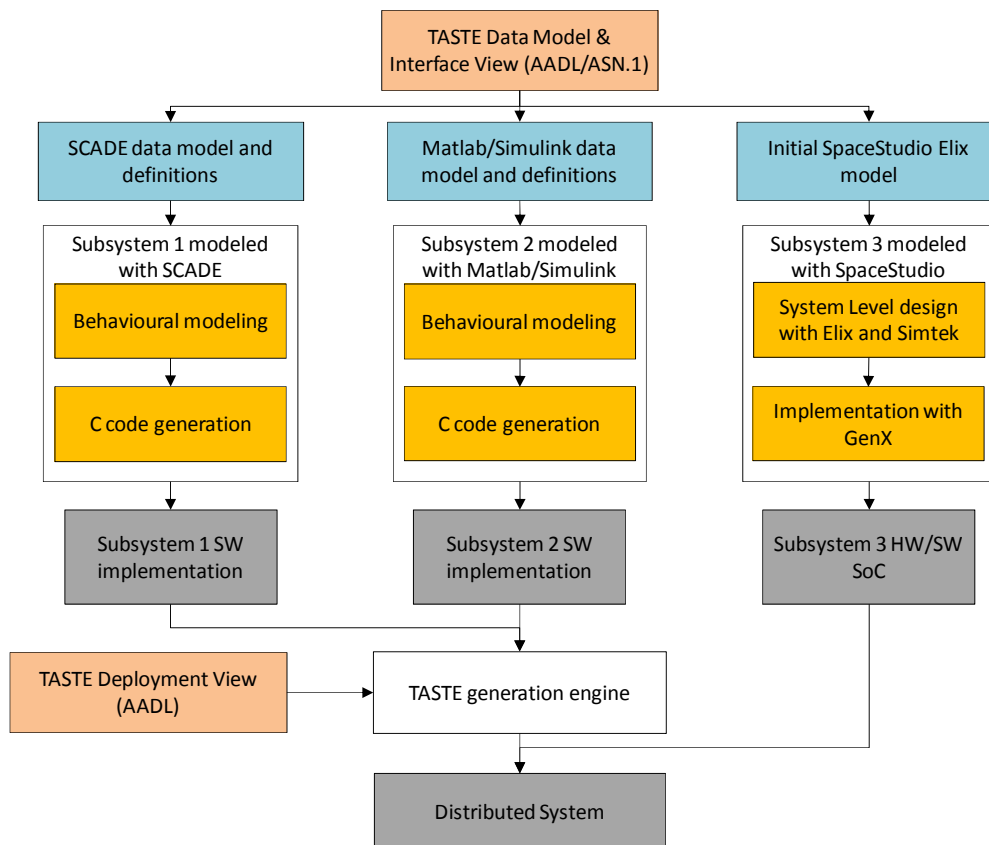 TASTE Data Model &
Interface View (AADL/ASN.1)
SCADE data model and
definitions
Matlab/Simulink data
model and definitions
Initial SpaceStudio Elix
model
Subsystem 1 modeled
with SCADE
Behavioural modeling
C code generation
Subsystem 2 modeled
with Matlab/Simulink
Behavioural modeling
C code generation
Subsystem 3 modeled
with SpaceStudio
System Level design
with Elix and Simtek
Implementation with
GenX
Subsystem 1 SW
implementation
Subsystem 2 SW
implementation
Subsystem 3 HW/SW
SoC
TASTE Deployment View
(AADL)
TASTE generation engine
Distributed System